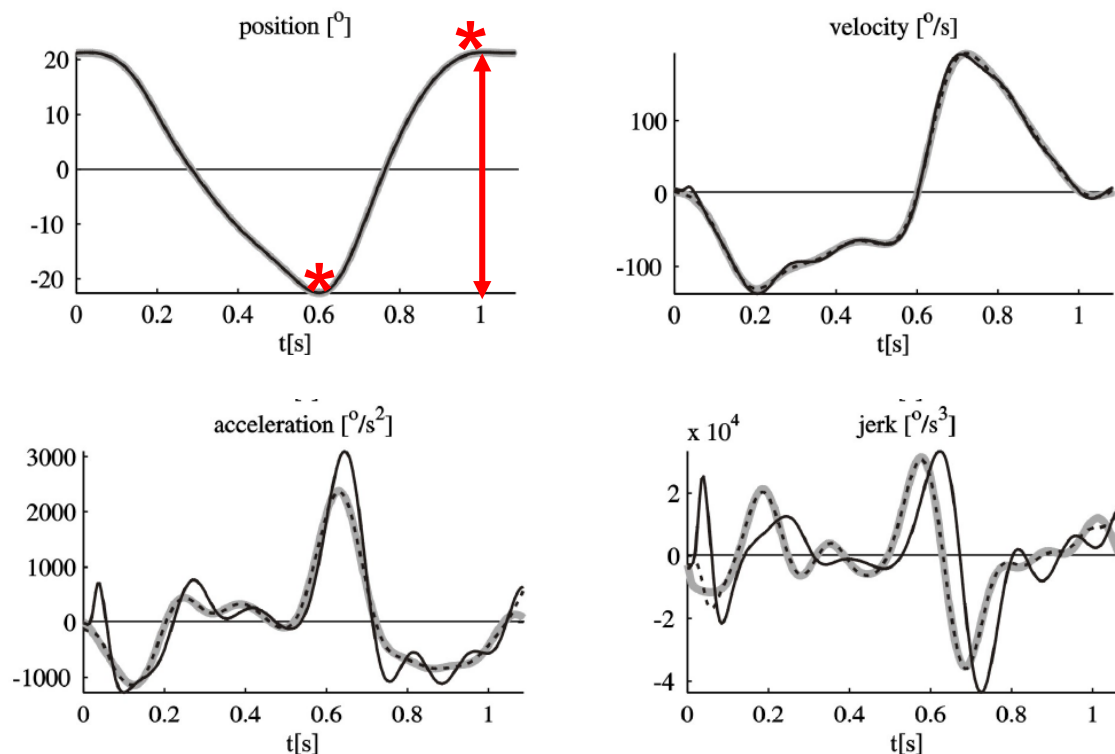 position [°]
20
10
0
-10
-20
0 0.2 0.4 0.6 0.8 1
t[s]
velocity [°/s]
100
0
-100
0 0.2 0.4 0.6 0.8 1
t[s]
acceleration [°/s²]
3000
2000
1000
0
-1000
0 0.2 0.4 0.6 0.8 1
t[s]
x 10⁴
jerk [°/s³]
2
0
-2
-4
0 0.2 0.4 0.6 0.8 1
t[s]